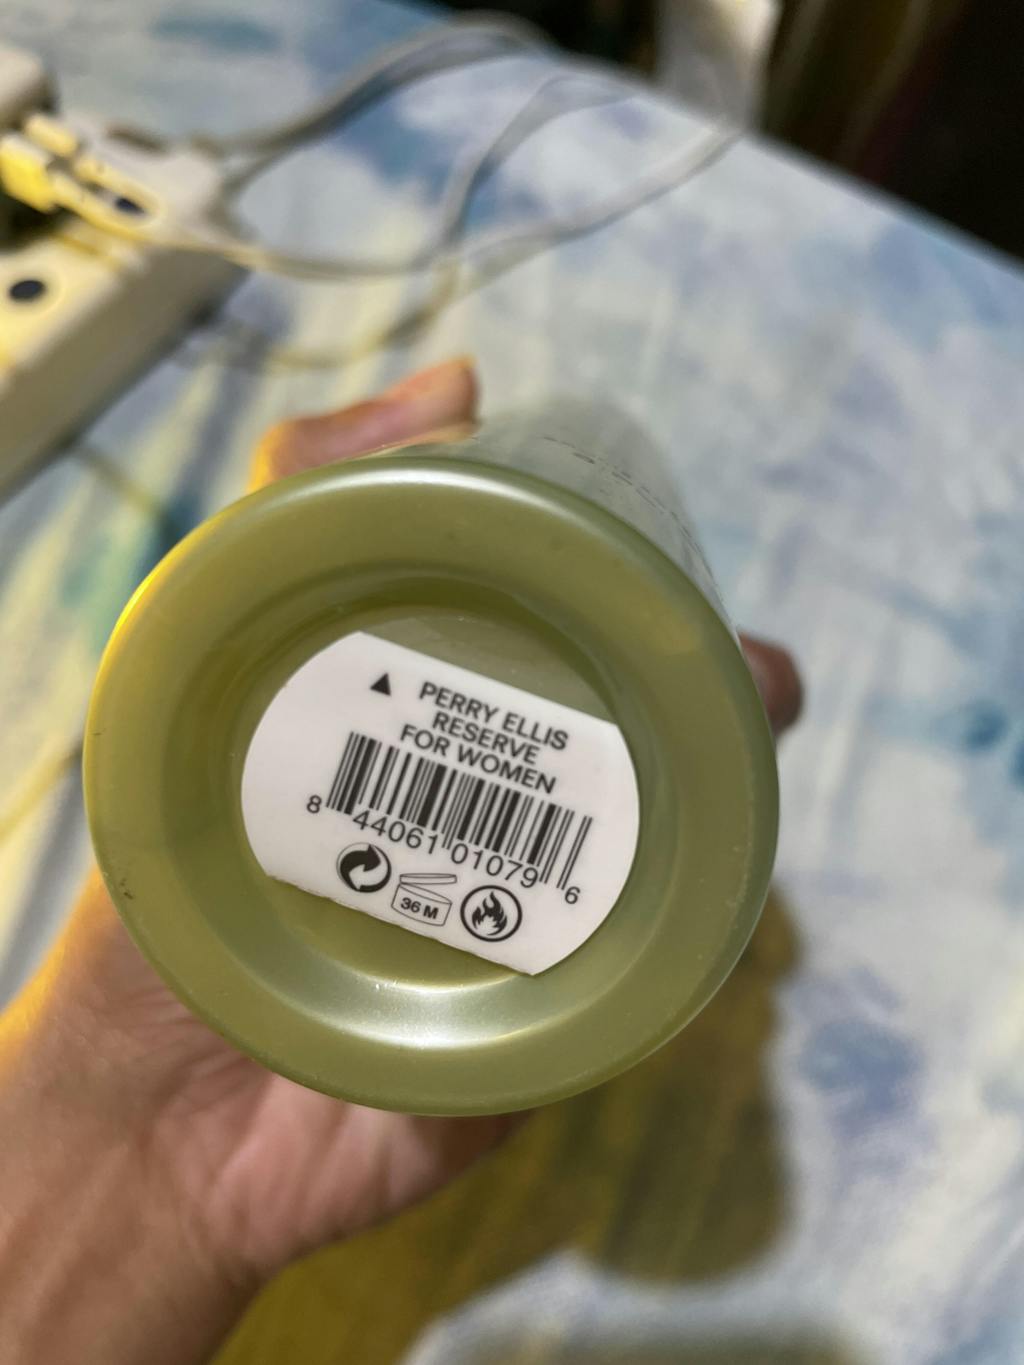 ▲ PERRY ELLIS
RESERVE
FOR WOMEN
8 44061 01079 6
36 M